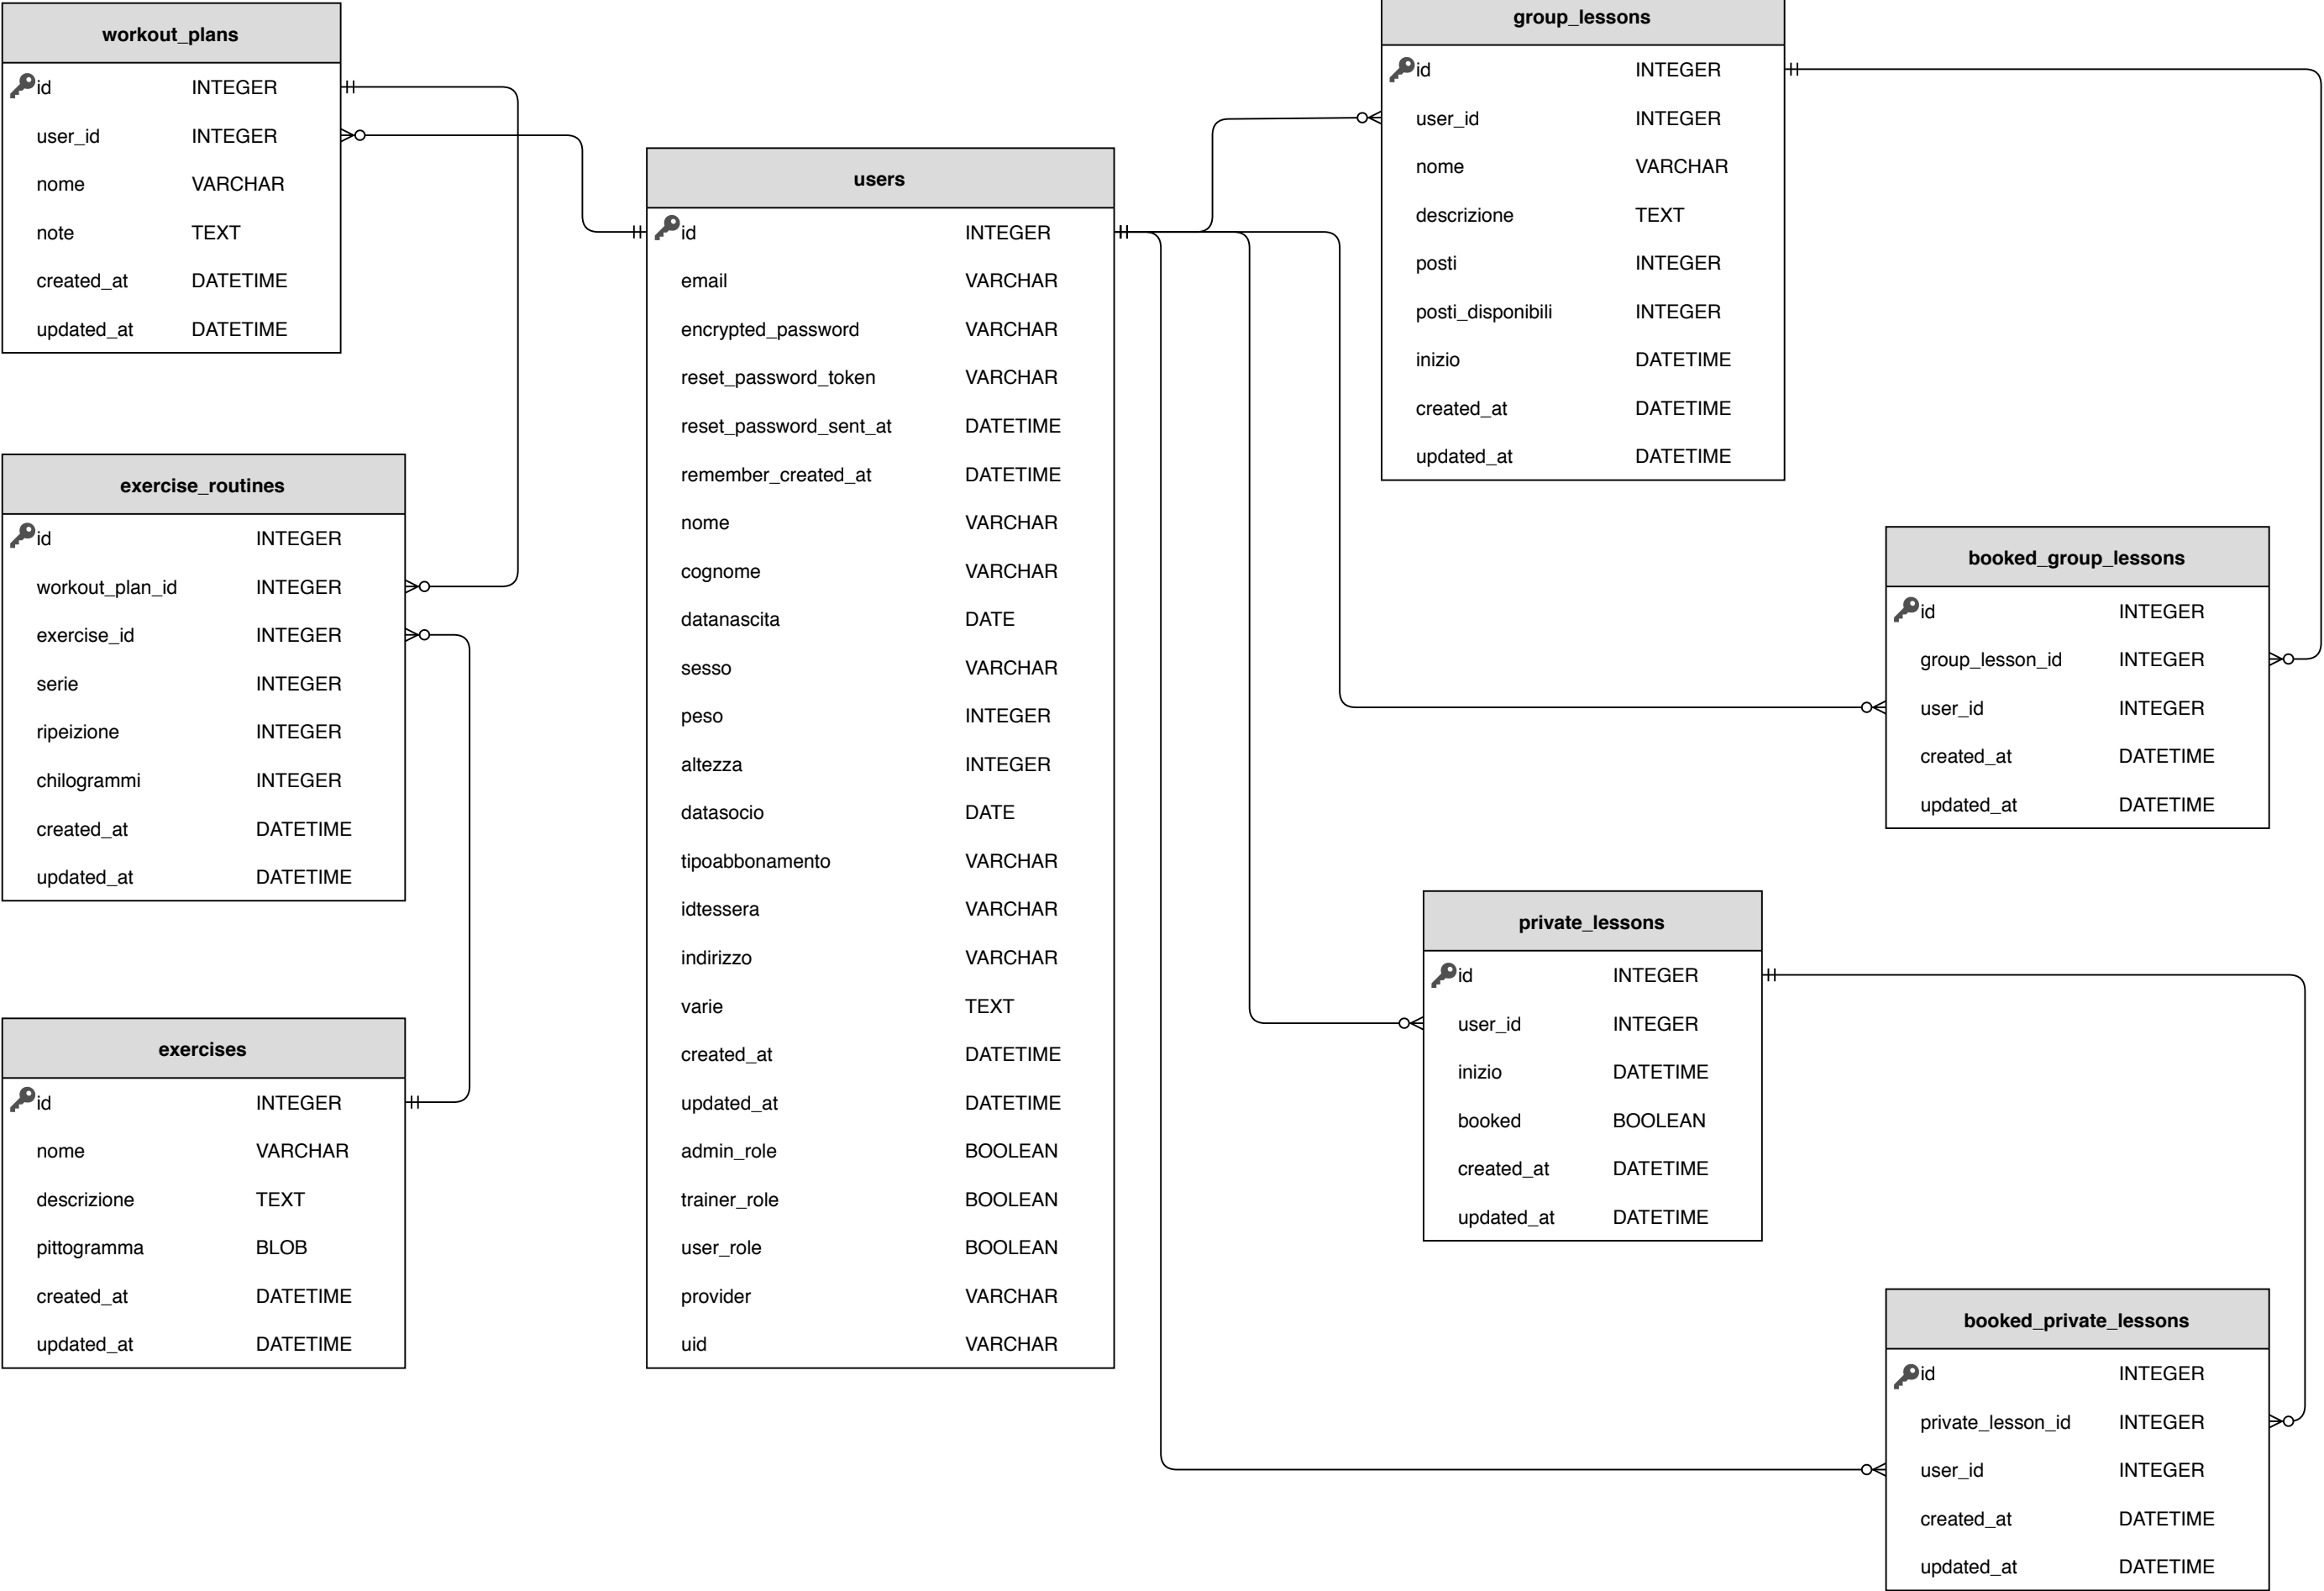 workout_plans
id INTEGER
user_id INTEGER
nome VARCHAR
note TEXT
created_at DATETIME
updated_at DATETIME
exercise_routines
id INTEGER
workout_plan_id INTEGER
exercise_id INTEGER
serie INTEGER
ripeizione INTEGER
chilogrammi INTEGER
created_at DATETIME
updated_at DATETIME
exercises
id INTEGER
nome VARCHAR
descrizione TEXT
pittogramma BLOB
created_at DATETIME
updated_at DATETIME
users
id INTEGER
email VARCHAR
encrypted_password VARCHAR
reset_password_token VARCHAR
reset_password_sent_at DATETIME
remember_created_at DATETIME
nome VARCHAR
cognome VARCHAR
datanascita DATE
sesso VARCHAR
peso INTEGER
altezza INTEGER
datasocio DATE
tipoabbonamento VARCHAR
idtessera VARCHAR
indirizzo VARCHAR
varie TEXT
created_at DATETIME
updated_at DATETIME
admin_role BOOLEAN
trainer_role BOOLEAN
user_role BOOLEAN
provider VARCHAR
uid VARCHAR
group_lessons
id INTEGER
user_id INTEGER
nome VARCHAR
descrizione TEXT
posti INTEGER
posti_disponibili INTEGER
inizio DATETIME
created_at DATETIME
updated_at DATETIME
booked_group_lessons
id INTEGER
group_lesson_id INTEGER
user_id INTEGER
created_at DATETIME
updated_at DATETIME
private_lessons
id INTEGER
user_id INTEGER
inizio DATETIME
booked BOOLEAN
created_at DATETIME
updated_at DATETIME
booked_private_lessons
id INTEGER
private_lesson_id INTEGER
user_id INTEGER
created_at DATETIME
updated_at DATETIME